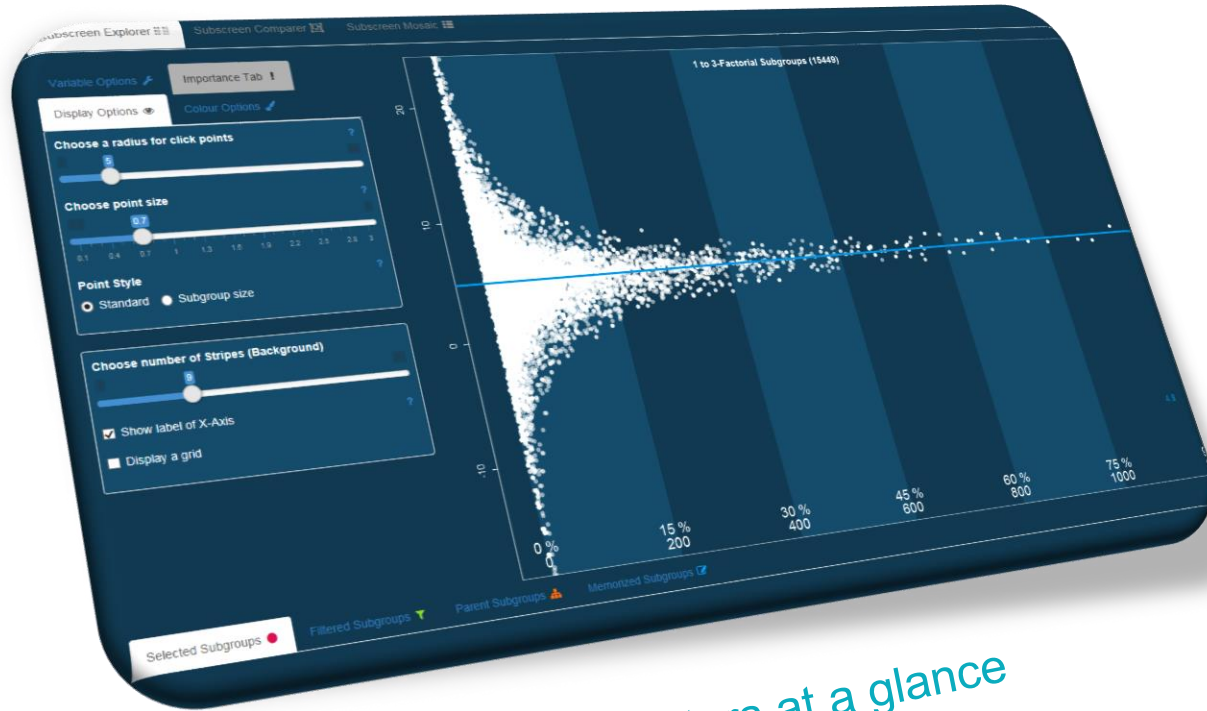 Subscreen Explorer
Subscreen Comparer
Subscreen Mosaic
Variable Options
Importance Tab
Display Options
Colour Options
Choose a radius for click points
?
5
Choose point size
?
0.7
0.1 0.4 0.7 1 1.3 1.6 1.9 2.2 2.5 2.8 3
Point Style
?
Standard
Subgroup size
Choose number of Stripes (Background)
9
?
Show label of X-Axis
Display a grid
1 to 3-Factorial Subgroups (15449)
20
10
0
-10
0 %
0
15 %
200
30 %
400
45 %
600
60 %
800
75 %
1000
Selected Subgroups
Filtered Subgroups
Parent Subgroups
Memorized Subgroups
at a glance